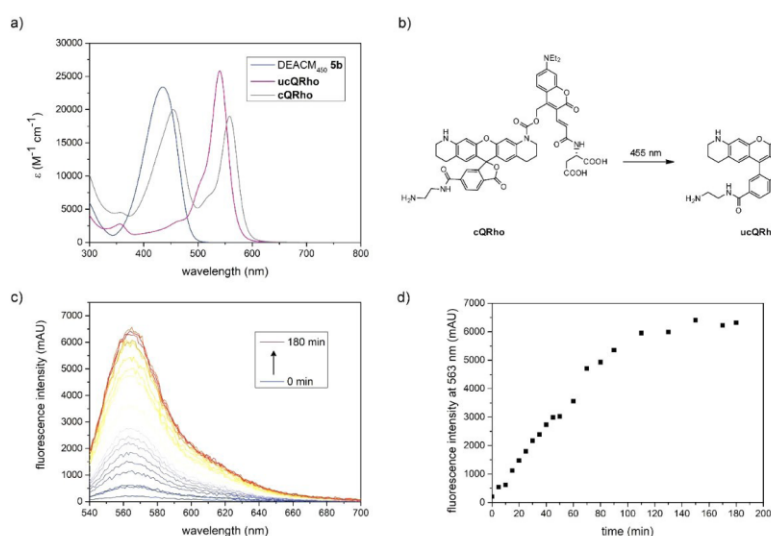 a)
30000
25000
20000
15000
10000
5000
0
ε (M⁻¹ cm⁻¹)
300 400 500 600 700 800
wavelength (nm)
DEACM₄₅₀ 5b
ucQRho
cQRho
b)
NEt₂
O
O
O
O
O
HN
O
N
HN
COOH
COOH
O
O
O
H
N
H₂N
O
cQRho
455 nm
HN
O
H
N
H₂N
O
ucQRh
c)
7000
6000
5000
4000
3000
2000
1000
0
fluorescence intensity (mAU)
540 560 580 600 620 640 660 680 700
wavelength (nm)
180 min
0 min
d)
7000
6000
5000
4000
3000
2000
1000
0
fluorescence intensity at 563 nm (mAU)
0 20 40 60 80 100 120 140 160 180 200
time (min)